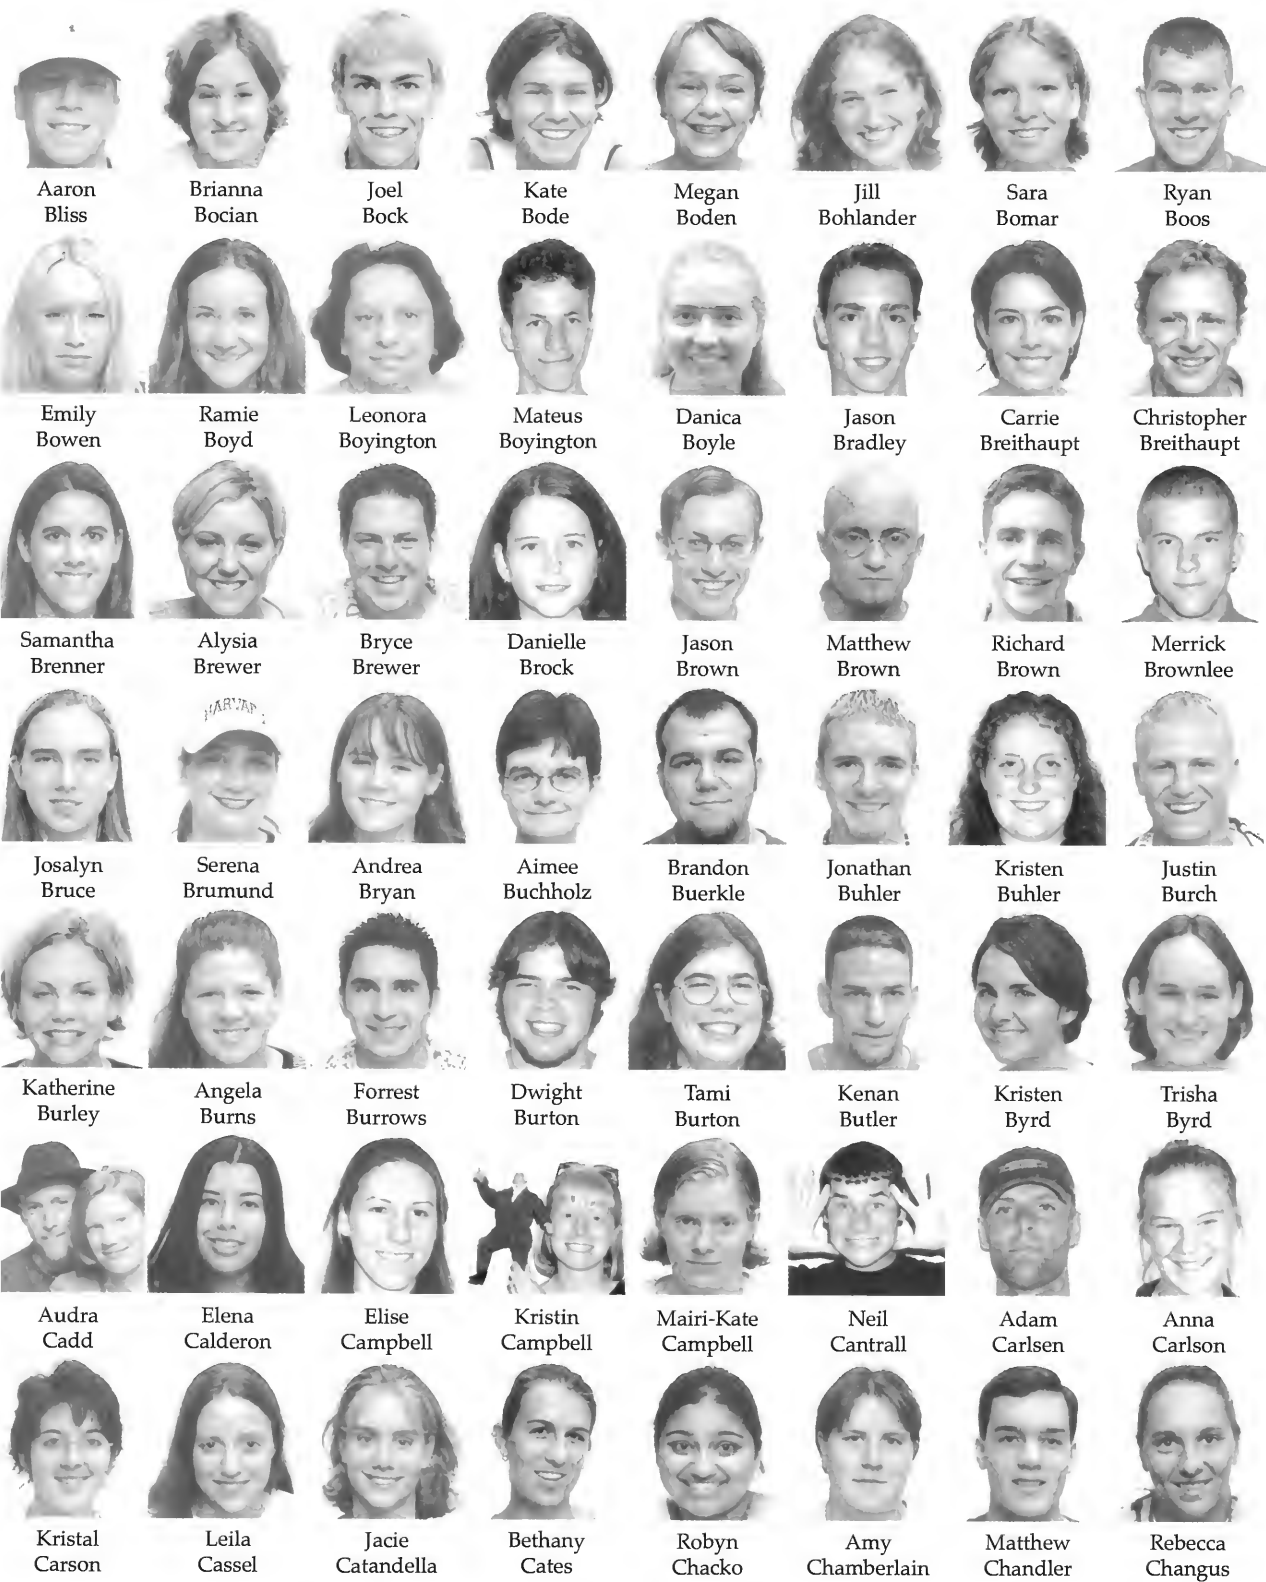 Aaron Brianna Joel Kate Megan Jill Sara Ryan
Bliss Bocian Bock Bode Boden Bohlander Bomar Boos
Emily Ramie Leonora Mateus Danica Jason Carrie Christopher
Bowen Boyd Boyington Boyington Boyle Bradley Breithaupt Breithaupt
Samantha Alysia Bryce Danielle Jason Matthew Richard Merrick
Brenner Brewer Brewer Brock Brown Brown Brown Brownlee
HARVAR
Josalyn Serena Andrea Aimee Brandon Jonathan Kristen Justin
Bruce Brumund Bryan Buchholz Buerkle Buhler Buhler Burch
Katherine Angela Forrest Dwight Tami Kenan Kristen Trisha
Burley Burns Burrows Burton Burton Butler Byrd Byrd
Audra Elena Elise Kristin Mairi-Kate Neil Adam Anna
Cadd Calderon Campbell Campbell Campbell Cantrall Carlsen Carlson
Kristal Leila Jacie Bethany Robyn Amy Matthew Rebecca
Carson Cassel Catandella Cates Chacko Chamberlain Chandler Changus